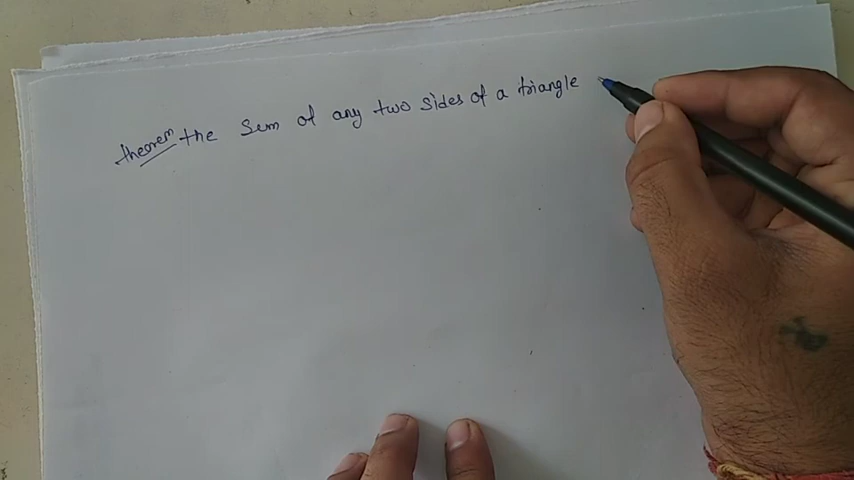 theorem the Sum of any two sides of a triangle